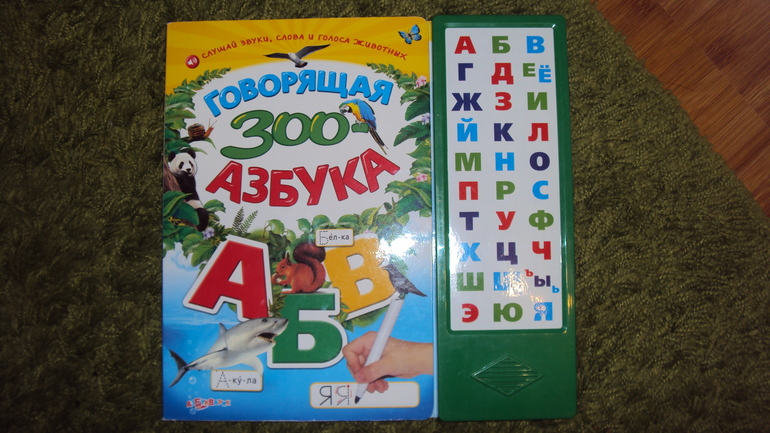 СЛУШАЙ ЗВУКИ, СЛОВА И ГОЛОСА ЖИВОТНЫХ
ГОВОРЯЩАЯ
ЗОО-
АЗБУКА
Бел-ка
А Б В
А-ку́-ла
Я Я
АЗБУКВАРИК
А Б В
Г Д Е Ё
Ж З И
Й К Л
М Н О
П Р С
Т У Ф
Х Ц Ч
Ш Щ Ъ Ы Ь
Э Ю Я